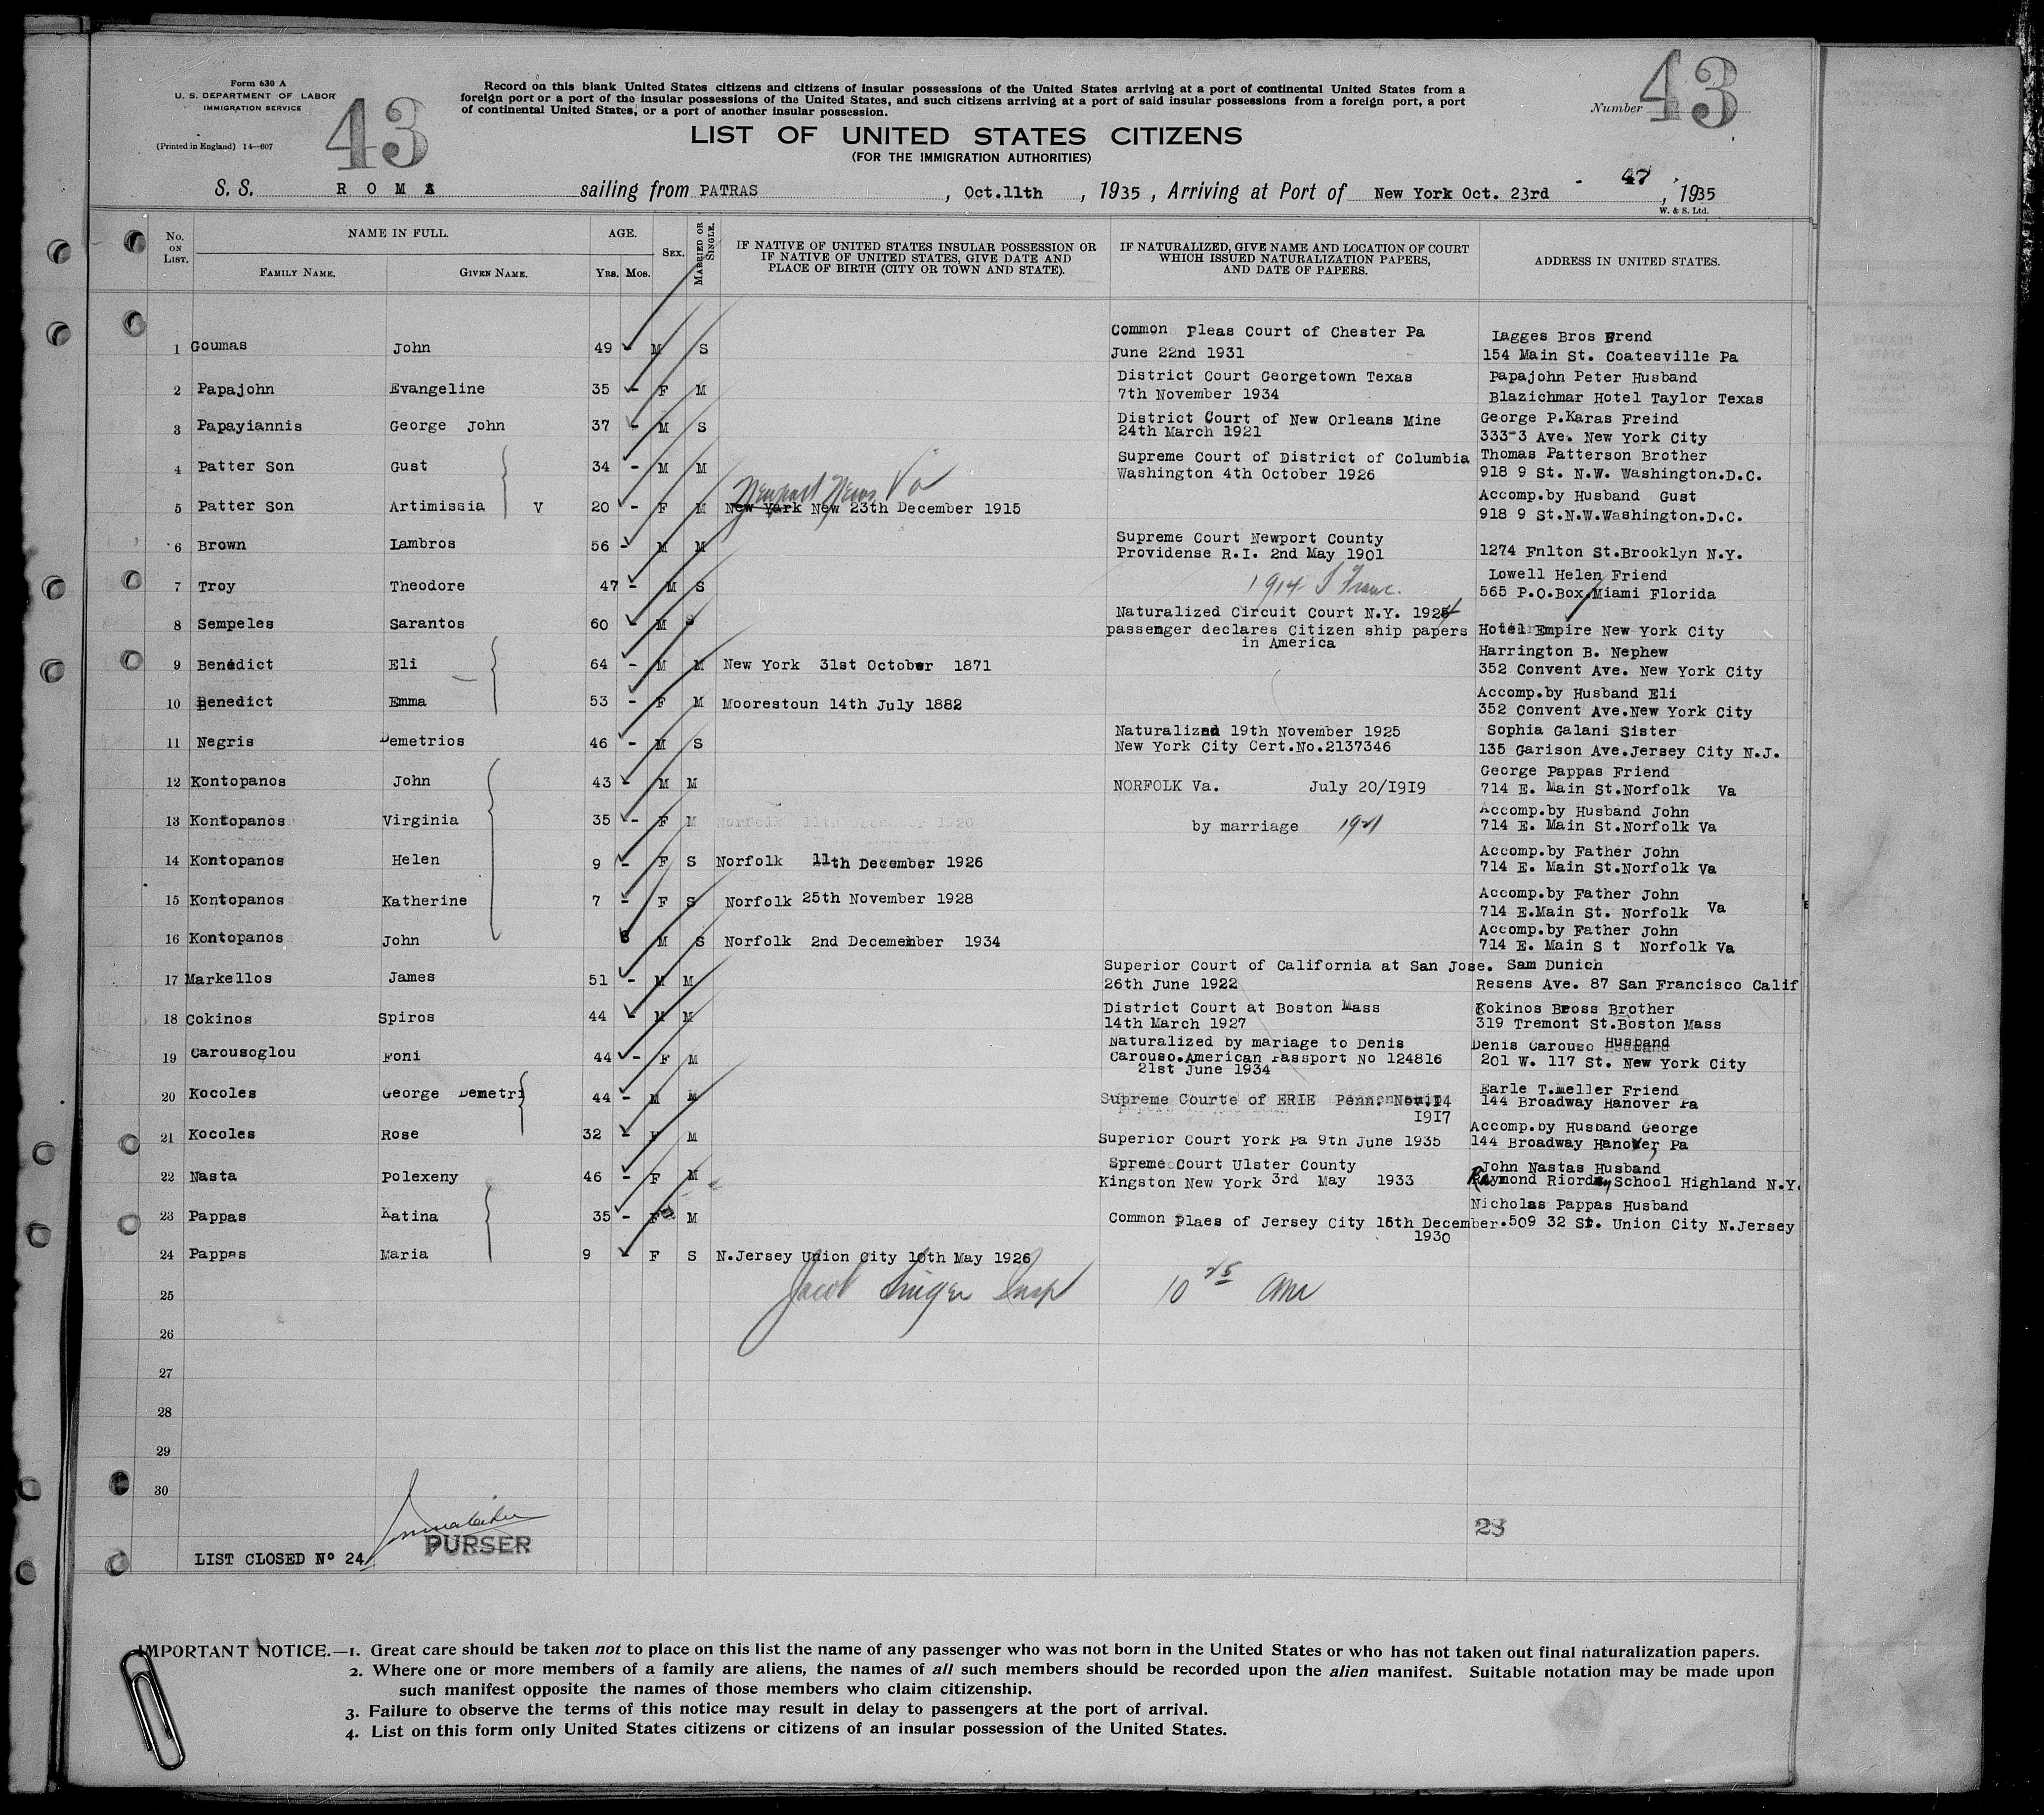 Form 630 A
U. S. DEPARTMENT OF LABOR
IMMIGRATION SERVICE
(Printed in England) 14—607
43
Record on this blank United States citizens and citizens of insular possessions of the United States arriving at a port of continental United States from a
foreign port or a port of the insular possessions of the United States, and such citizens arriving at a port of said insular possessions from a foreign port, a port
of continental United States, or a port of another insular possession.
Number 43
LIST OF UNITED STATES CITIZENS
(FOR THE IMMIGRATION AUTHORITIES)
S. S. ROMA sailing from PATRAS , Oct.11th , 1935 , Arriving at Port of New York Oct. 23rd - 47 , 1935
W. & S. Ltd.
No. ON LIST.
NAME IN FULL.
FAMILY NAME. GIVEN NAME.
AGE.
YRS. MOS.
SEX.
MARRIED OR SINGLE.
IF NATIVE OF UNITED STATES INSULAR POSSESSION OR
IF NATIVE OF UNITED STATES, GIVE DATE AND
PLACE OF BIRTH (CITY OR TOWN AND STATE).
IF NATURALIZED, GIVE NAME AND LOCATION OF COURT
WHICH ISSUED NATURALIZATION PAPERS,
AND DATE OF PAPERS.
ADDRESS IN UNITED STATES.
1 Goumas John 49 - M S Common Pleas Court of Chester Pa Lagges Bros Frend
June 22nd 1931 154 Main St. Coatesville Pa
2 Papajohn Evangeline 35 - F M District Court Georgetown Texas Papajohn Peter Husband
7th November 1934 Blazichmar Hotel Taylor Texas
3 Papayiannis George John 37 - M S District Court of New Orleans Mine George P.Karas Freind
24th March 1921 333-3 Ave. New York City
4 Patter Son Gust 34 - M M Supreme Court of District of Columbia Thomas Patterson Brother
Washington 4th October 1926 918 9 St. N.W. Washington.D.C.
Newport News Va
5 Patter Son Artimissia V 20 - F M New York New 23th December 1915 Accomp.by Husband Gust
918 9 St.N.W.Washington.D.C.
6 Brown Lambros 56 - M M Supreme Court Newport County
Providense R.I. 2nd May 1901 1274 Fnlton St.Brooklyn N.Y.
7 Troy Theodore 47 - M S 1914 S Franc. Lowell Helen Friend
565 P.O.Box.Miami Florida
8 Sempeles Sarantos 60 - M S Naturalized Circuit Court N.Y. 1924
passenger declares Citizen ship papers Hotel Empire New York City
in America
9 Benedict Eli 64 - M M New York 31st October 1871 Harrington B. Nephew
352 Convent Ave. New York City
10 Benedict Emma 53 - F M Moorestoun 14th July 1882 Accomp.by Husband Eli
352 Convent Ave.New York City
11 Negris Demetrios 46 - M S Naturalized 19th November 1925 Sophia Galani Sister
New York City Cert.No.2137346 135 Garison Ave.Jersey City N.J.
12 Kontopanos John 43 - M M NORFOLK Va. July 20/I9I9 George Pappas Friend
714 E. Main St.Norfolk Va
13 Kontopanos Virginia 35 - F M by marriage 1921 Accomp.by Husband John
714 E. Main St.Norfolk Va
14 Kontopanos Helen 9 - F S Norfolk 11th December 1926 Accomp.by Father John
714 E. Main St.Norfolk Va
15 Kontopanos Katherine 7 - F S Norfolk 25th November 1928 Accomp.by Father John
714 E.Main St. Norfolk Va
16 Kontopanos John 8 M S Norfolk 2nd Decemeinber 1934 Accomp.by Father John
714 E. Main S t Norfolk Va
17 Markellos James 51 - M M Superior Court of California at San Jose. Sam Dunich
26th June 1922 Resens Ave. 87 San Francisco Calif
18 Cokinos Spiros 44 - M M District Court at Boston Mass Kokinos Bross Brother
14th March 1927 319 Tremont St.Boston Mass
19 Carousoglou Foni 44 - F M Naturalized by mariage to Denis Denis Carouso Husband
Carouso.American Passport No 124816 201 W. 117 St. New York City
21st June 1934
20 Kocoles George Demetri 44 - M M Supreme Courte of ERIE Penn. Nov.I4 Earle T.meller Friend
I9I7 144 Broadway Hanover Pa
21 Kocoles Rose 32 - F M Superior Court York Pa 9th June 1935 Accomp.by Husband George
144 Broadway Hanover, Pa
22 Nasta Polexeny 46 - F M Spreme Court Ulster County John Nastas Husband
Kingston New York 3rd May 1933 Raymond Riordan School Highland N.Y.
23 Pappas Katina 35 - F M Common Plaes of Jersey City 15th December. Nicholas Pappas Husband
1930 509 32 St. Union City N.Jersey
24 Pappas Maria 9 - F S N.Jersey Union City 10th May 1926
25 Jacob Singer Insp 10 25 am
26
27
28
29
30
23
PURSER
LIST CLOSED Nº 24
IMPORTANT NOTICE.—1. Great care should be taken not to place on this list the name of any passenger who was not born in the United States or who has not taken out final naturalization papers.
2. Where one or more members of a family are aliens, the names of all such members should be recorded upon the alien manifest. Suitable notation may be made upon
such manifest opposite the names of those members who claim citizenship.
3. Failure to observe the terms of this notice may result in delay to passengers at the port of arrival.
4. List on this form only United States citizens or citizens of an insular possession of the United States.